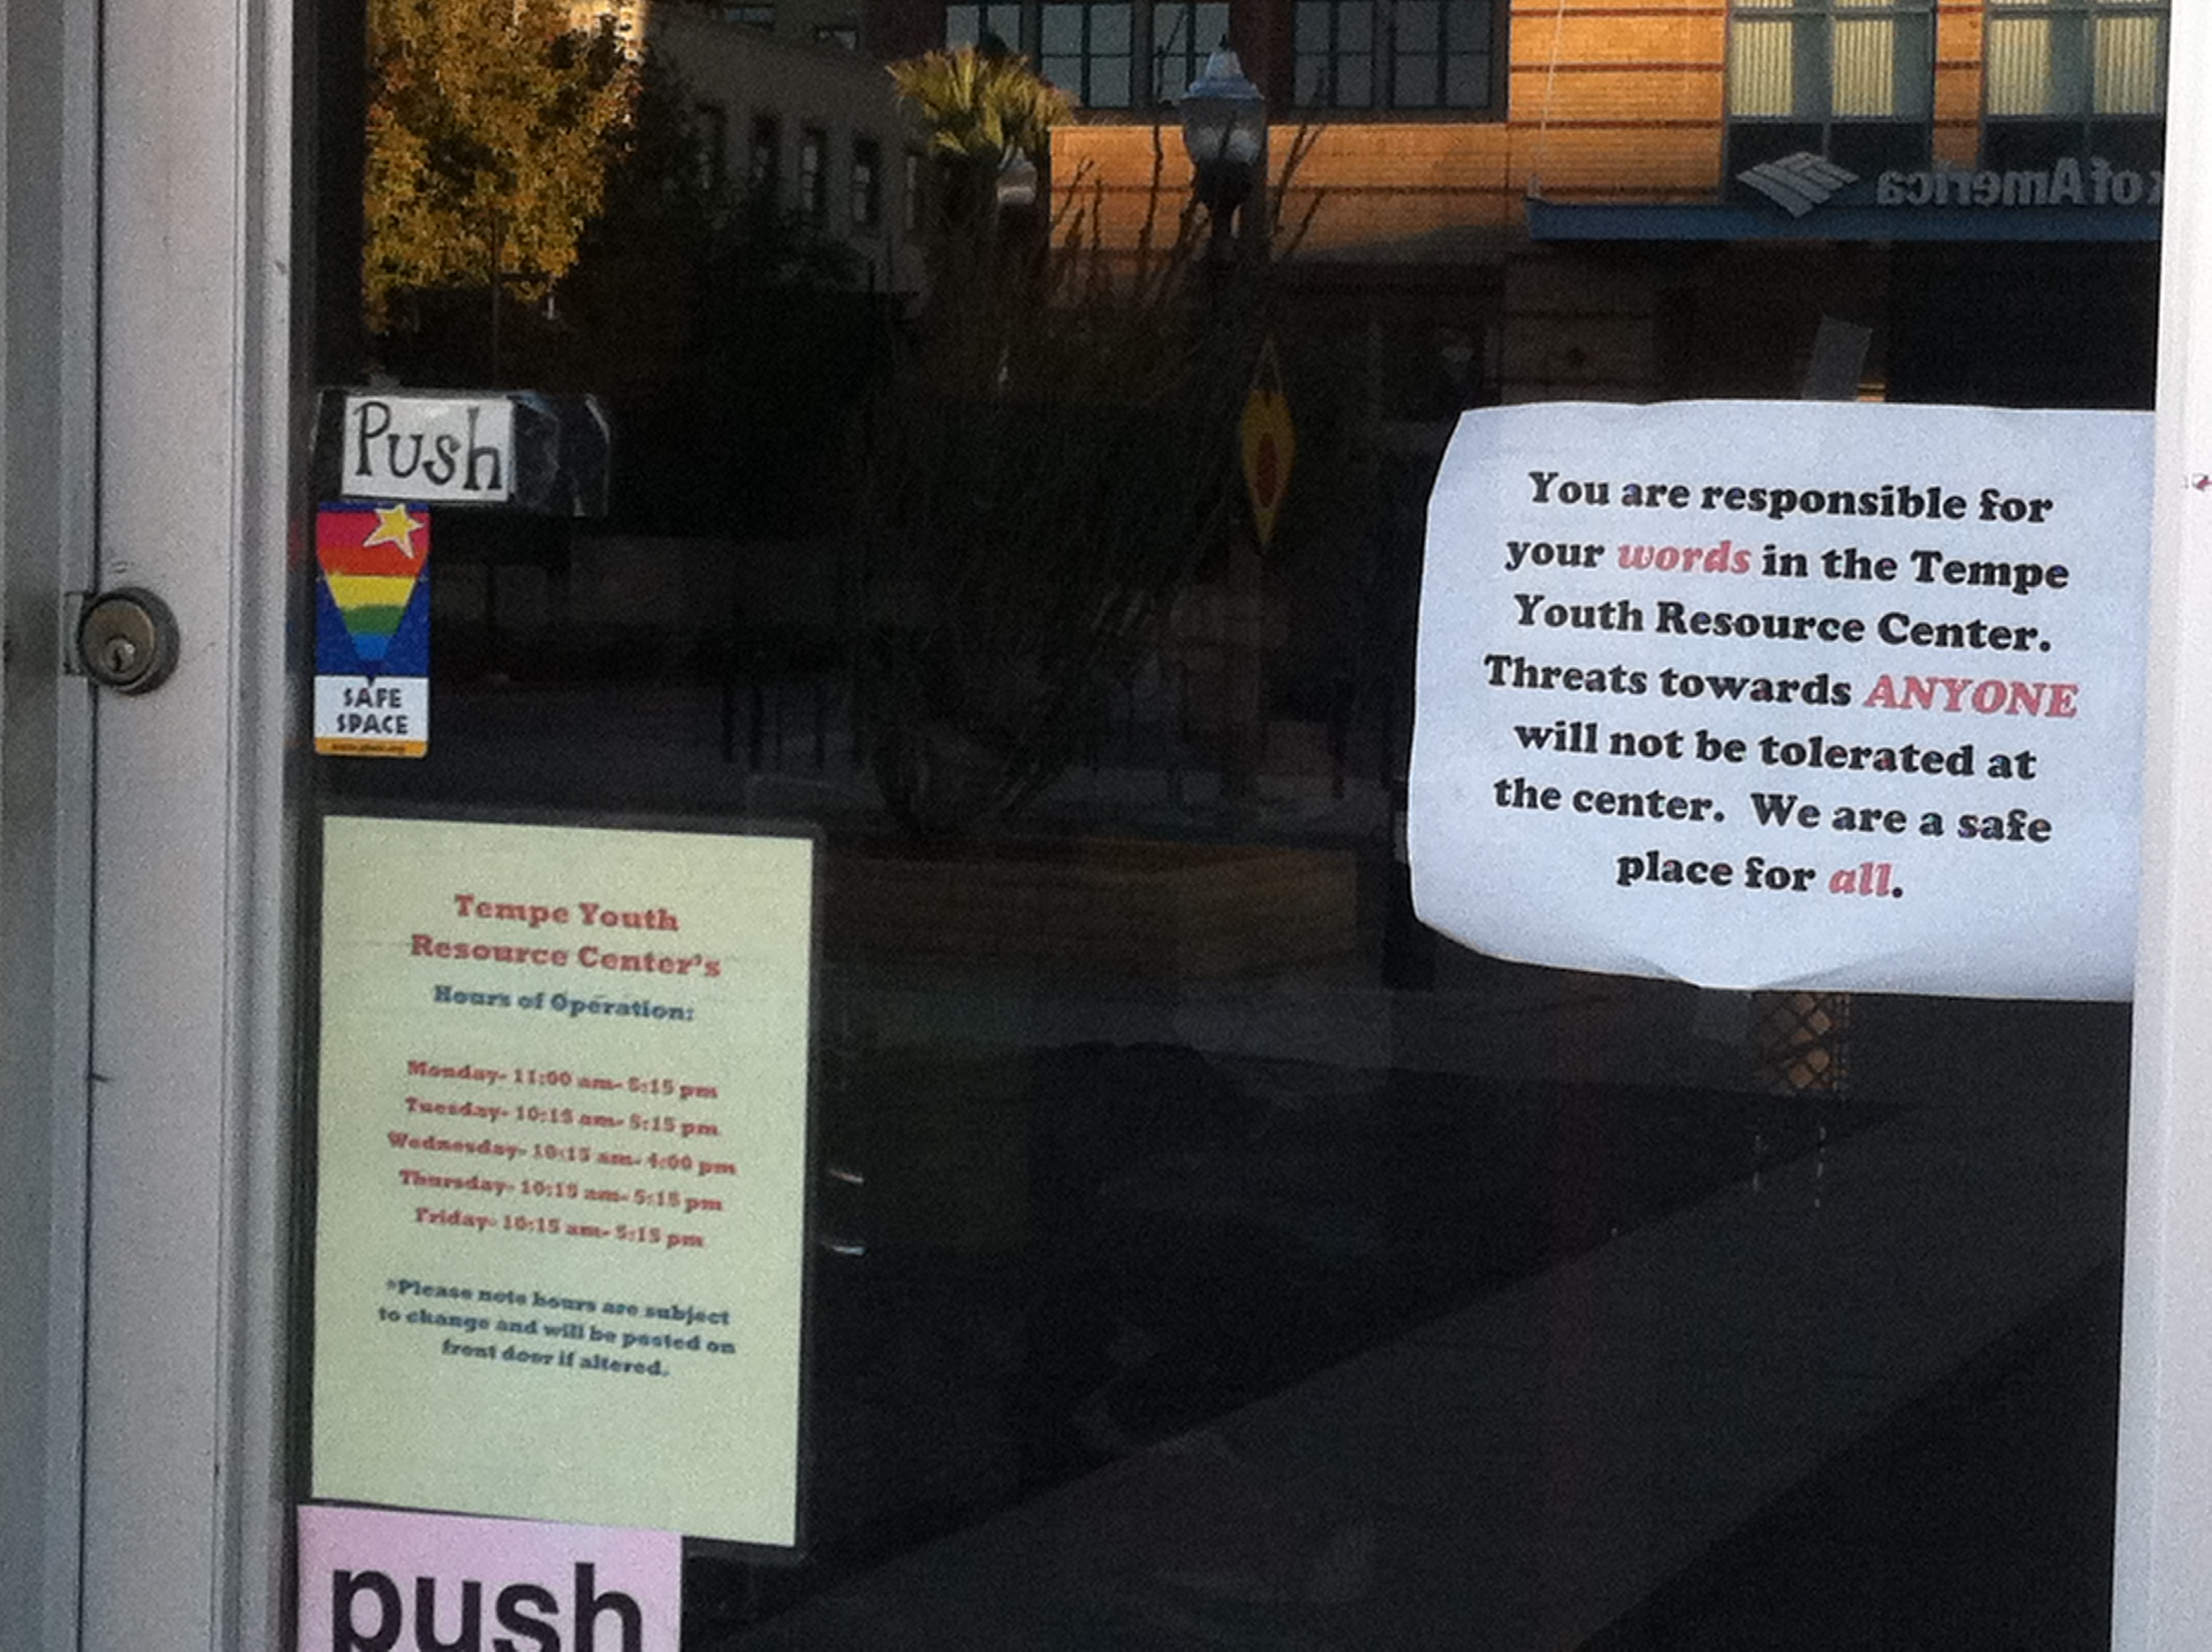 ofAmerica
Push
SAFE
SPACE
You are responsible for
your words in the Tempe
Youth Resource Center.
Threats towards ANYONE
will not be tolerated at
the center. We are a safe
place for all.
Tempe Youth
Resource Center's
Hours of Operation:
Monday- 11:00 am- 5:15 pm
Tuesday- 10:15 am- 5:15 pm
Wednesday- 10:15 am- 4:00 pm
Thursday- 10:15 am- 5:15 pm
Friday- 10:15 am- 5:15 pm
*Please note hours are subject
to change and will be posted on
front door if altered.
push